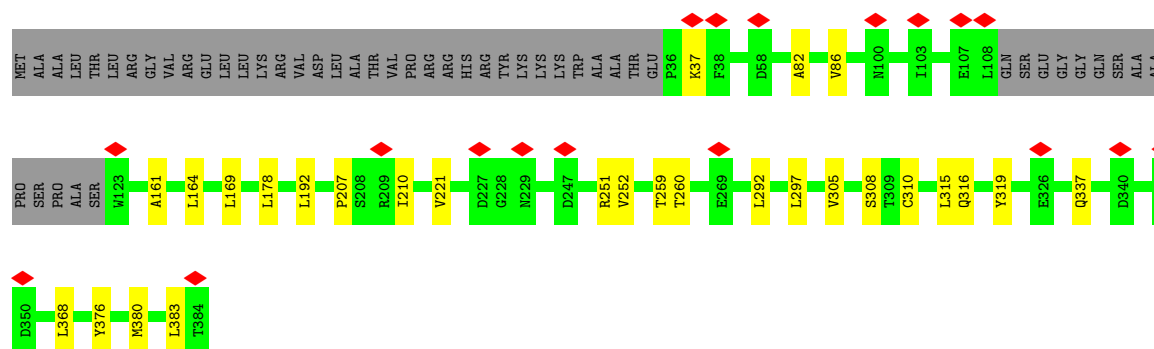 MET ALA ALA LEU THR LEU ARG GLY VAL ARG GLU LEU LEU LYS ARG VAL ASP LEU ALA THR VAL PRO ARG ARG HIS ARG TYR LYS LYS LYS TRP ALA ALA THR GLU P36 K37 F38 D58 A82 V86 N100 I103 E107 L108 GLN SER GLU GLY GLY GLN SER ALA ALA
PRO SER PRO ALA SER W123 A161 L164 L169 L178 L192 P207 S208 R209 I210 V221 D227 G228 N229 D247 R251 V252 T259 T260 E269 L292 L297 V305 S308 T309 C310 L315 Q316 Y319 E326 Q337 D340
D350 L368 Y376 M380 L383 T384